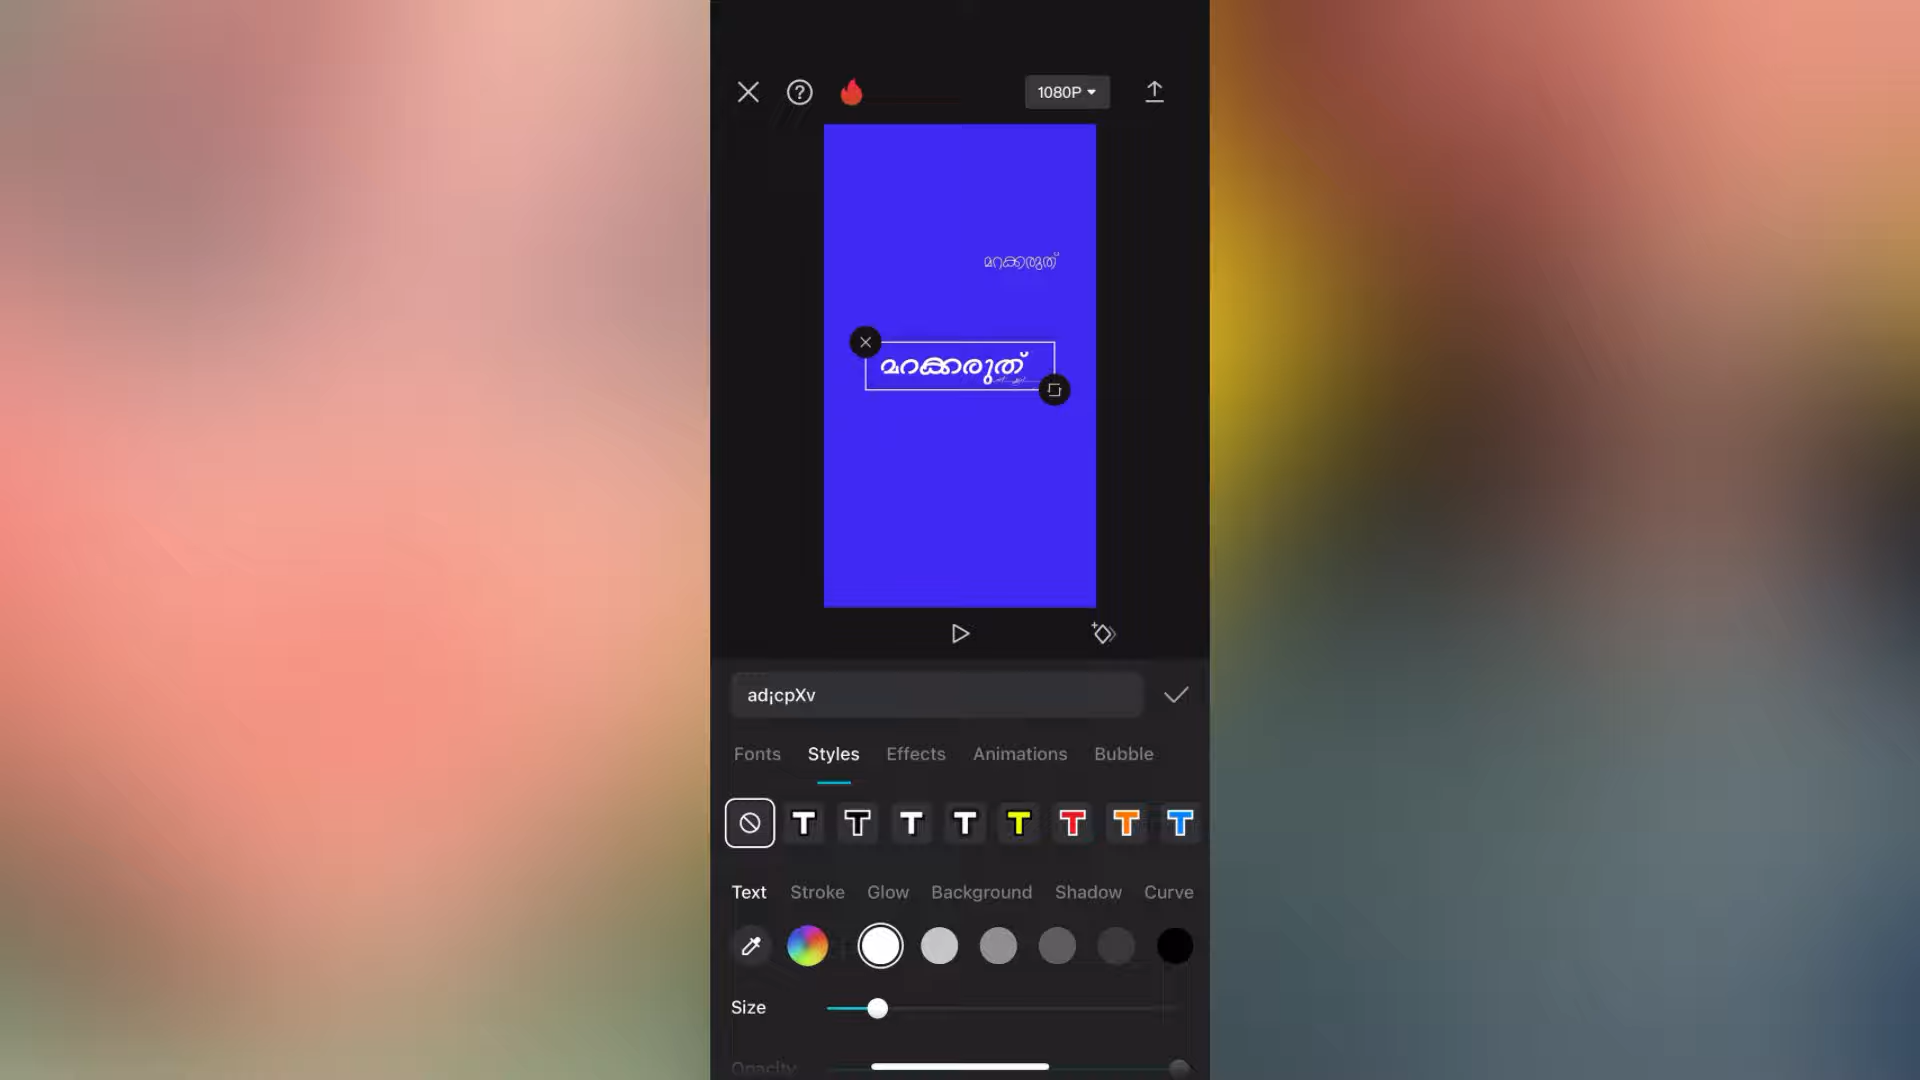 1080P
മറക്കരുത്
മറക്കരുത്
ad¡cpXv
Fonts Styles Effects Animations Bubble
T T T T T T T T
Text Stroke Glow Background Shadow Curve
Size
Opacity